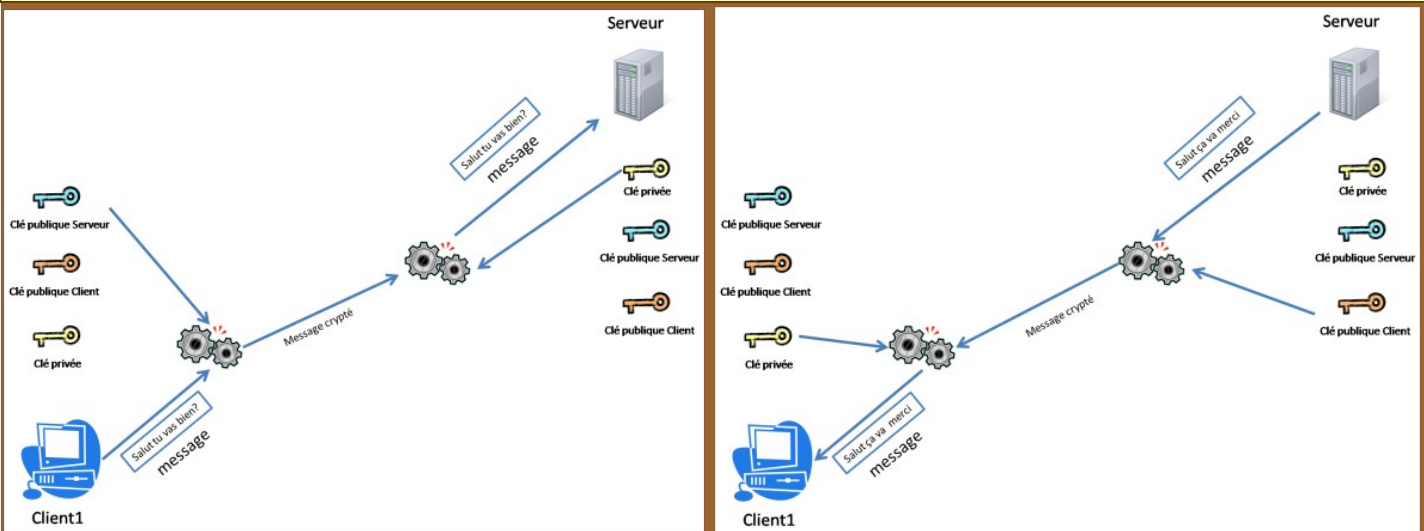 Serveur
Salut tu vas bien?
message
Clé privée
Clé publique Serveur
Clé publique Serveur
Clé publique Client
Clé publique Client
Message crypté
Clé privée
Salut tu vas bien?
message
Client1
Serveur
Salut ça va merci
message
Clé privée
Clé publique Serveur
Clé publique Serveur
Clé publique Client
Message crypté
Clé publique Client
Clé privée
Salut ça va merci
message
Client1